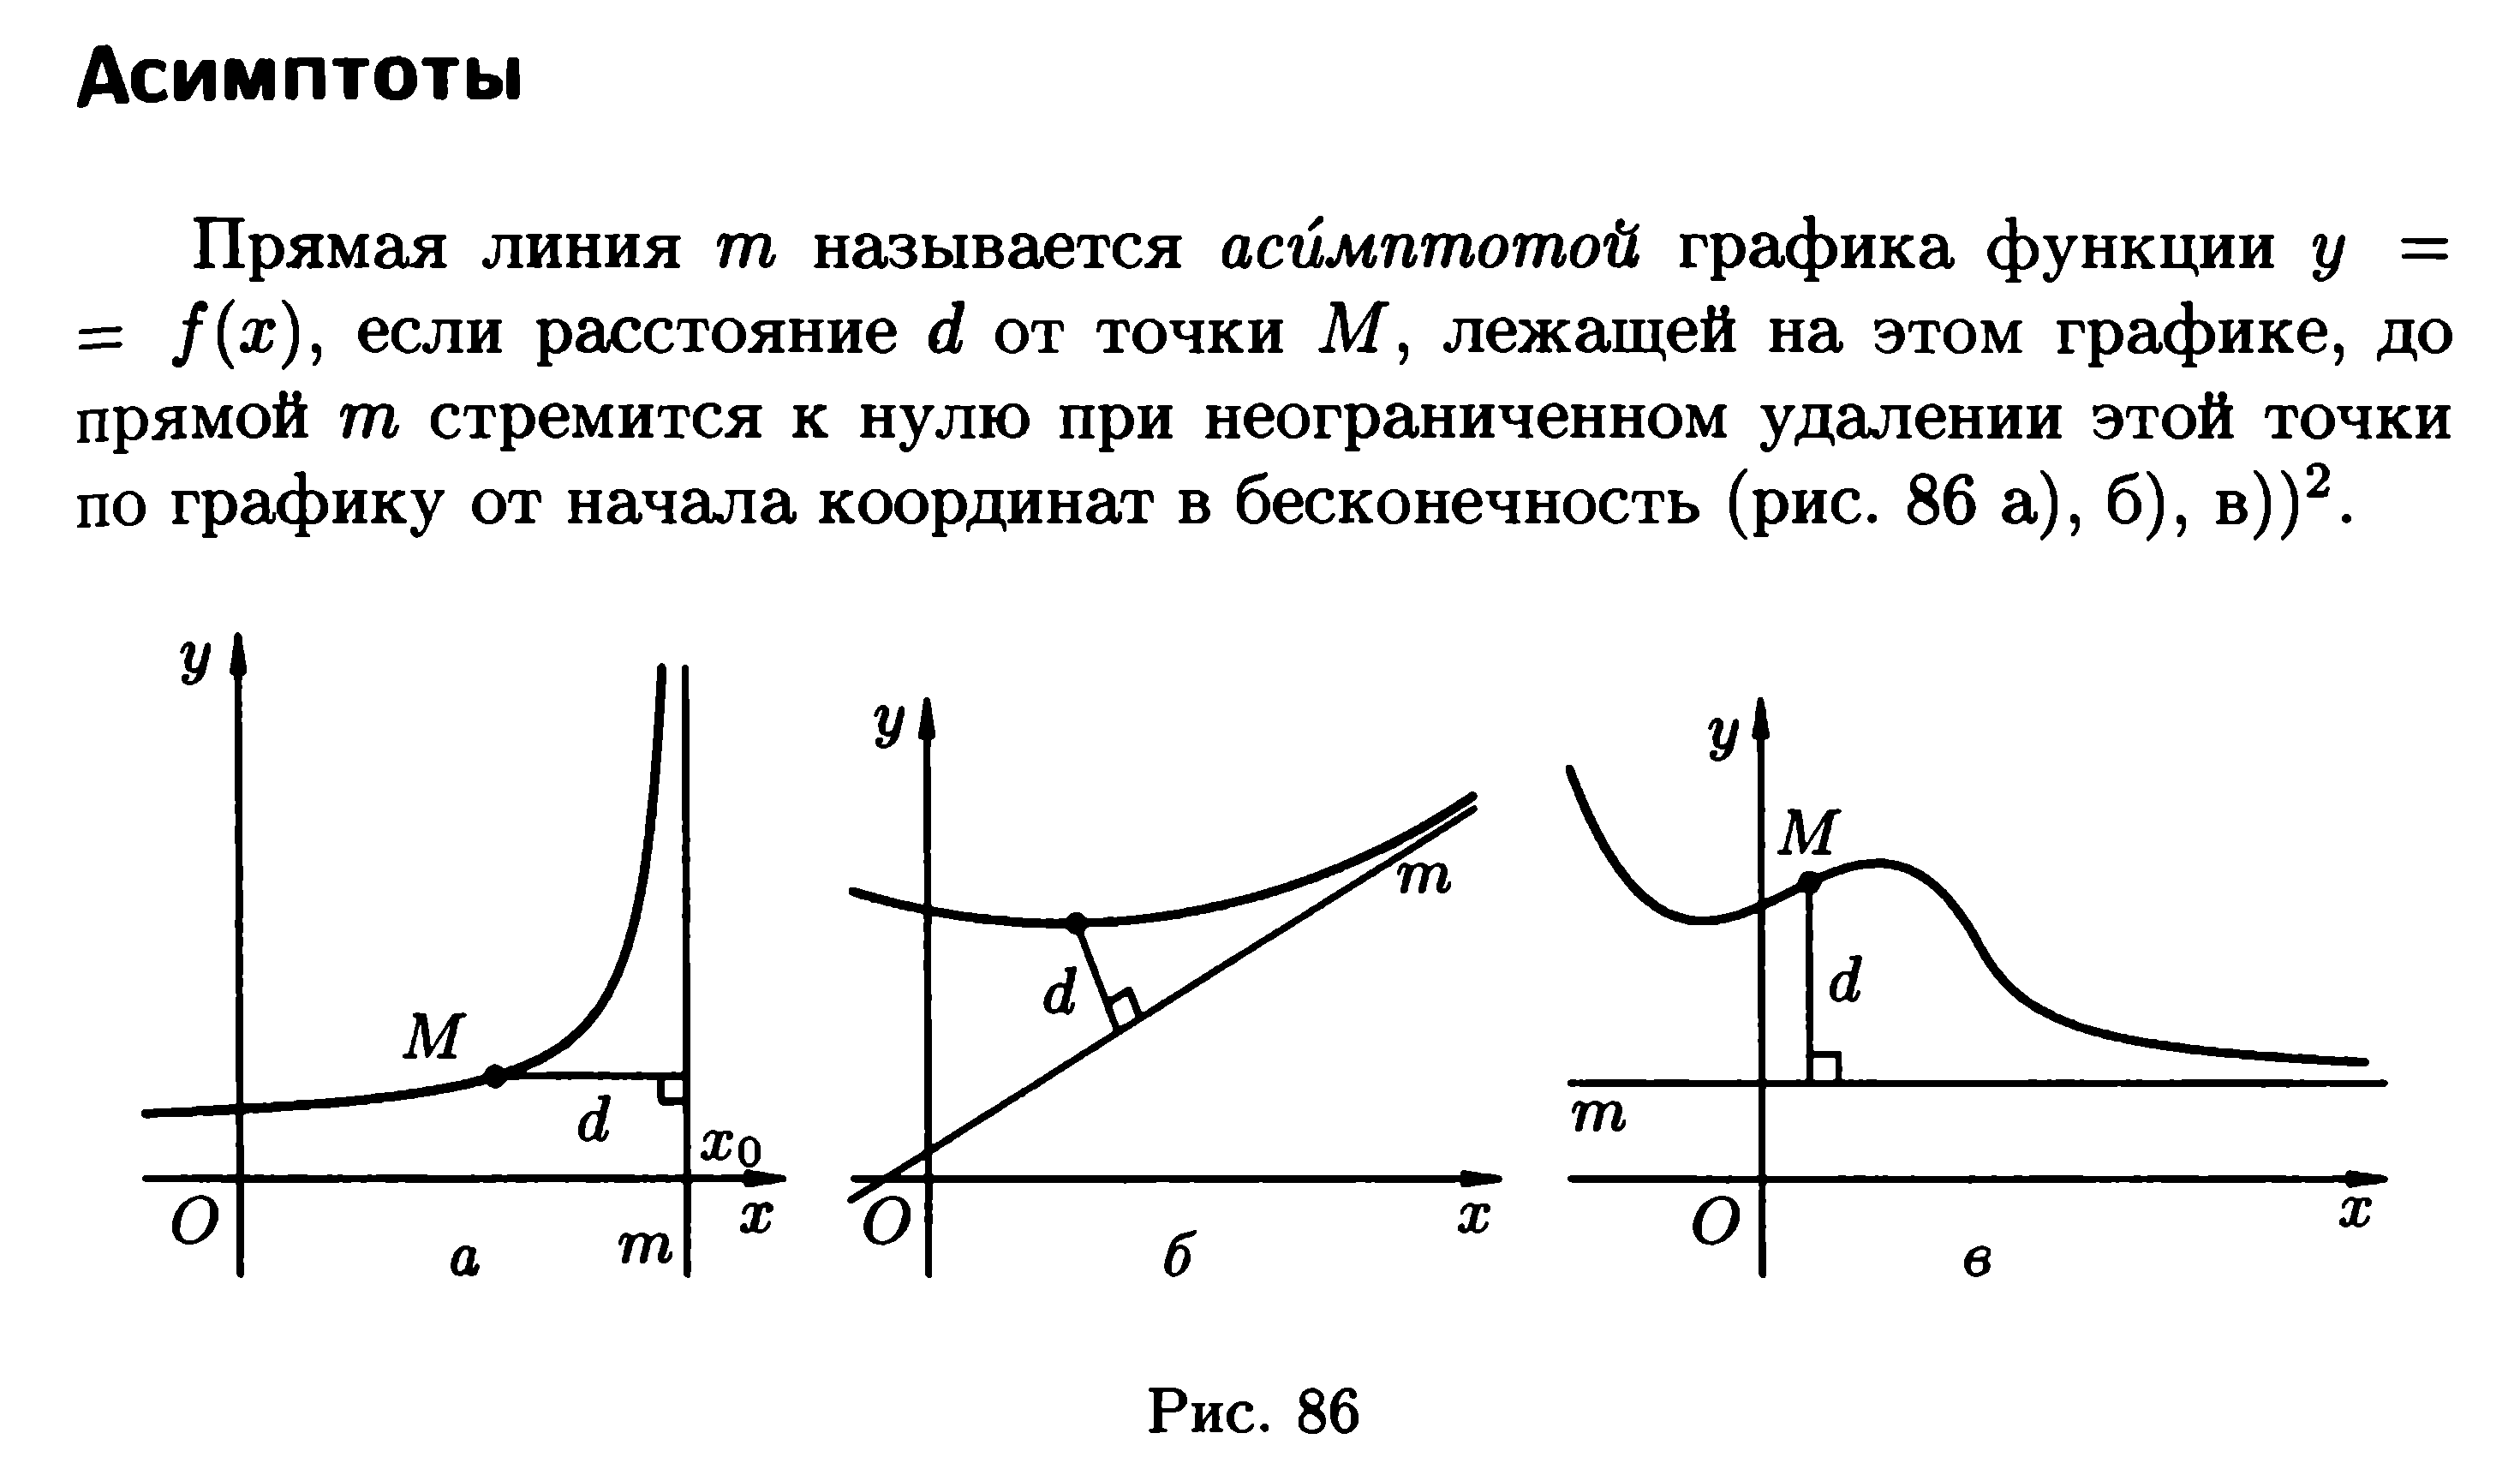 Асимптоты
Прямая линия m называется аси́мптотой графика функции y =
= f(x), если расстояние d от точки M, лежащей на этом графике, до
прямой m стремится к нулю при неограниченном удалении этой точки
по графику от начала координат в бесконечность (рис. 86 а), б), в))².
y
M
d
x₀
O
x
m
а
y
m
d
O
x
б
y
M
d
m
O
x
в
Рис. 86